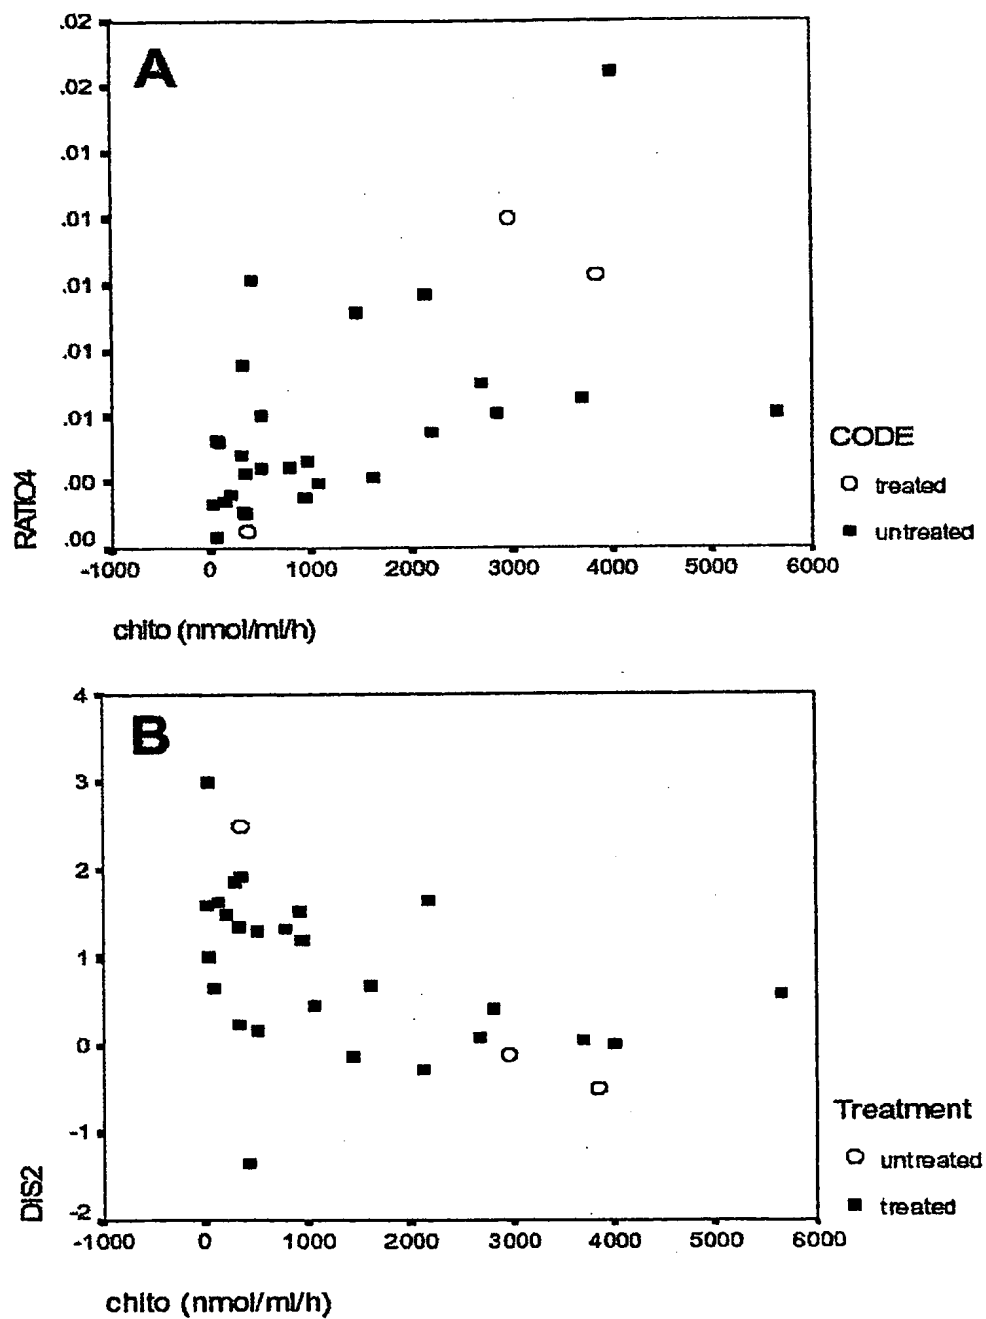 A
.02
.02
.01
.01
.01
.01
.01
.00
.00
RATIO4
-1000 0 1000 2000 3000 4000 5000 6000
chito (nmol/ml/h)
CODE
treated
untreated
B
4
3
2
1
0
-1
-2
DIS2
-1000 0 1000 2000 3000 4000 5000 6000
chito (nmol/ml/h)
Treatment
untreated
treated